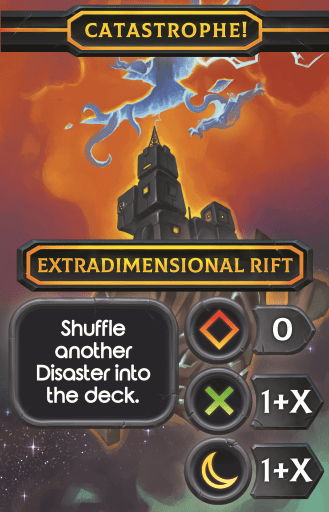 CATASTROPHE!
EXTRADIMENSIONAL RIFT
Shuffle
another
Disaster into
the deck.
0
1+X
1+X